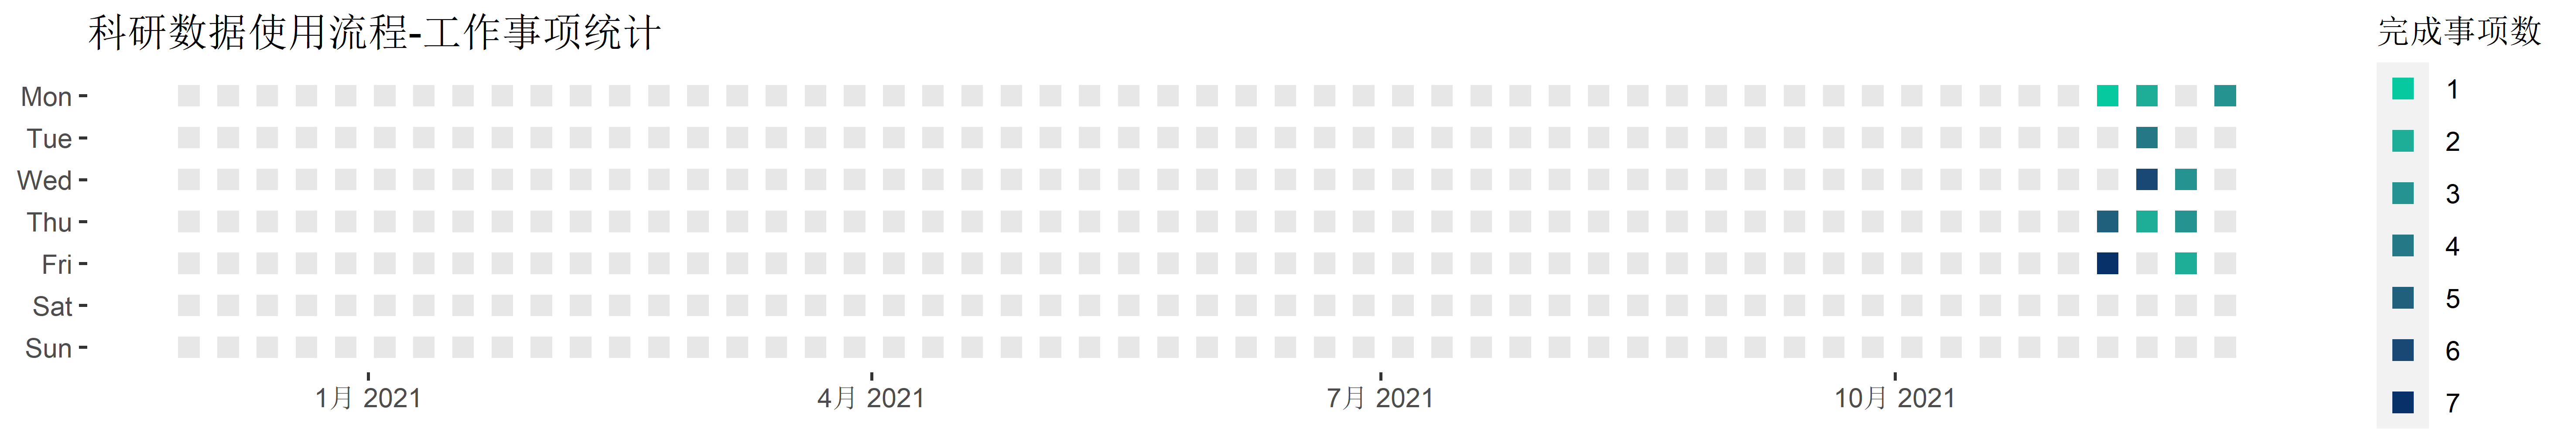 科研数据使用流程-工作事项统计
Mon
Tue
Wed
Thu
Fri
Sat
Sun
1月 2021
4月 2021
7月 2021
10月 2021
完成事项数
1
2
3
4
5
6
7